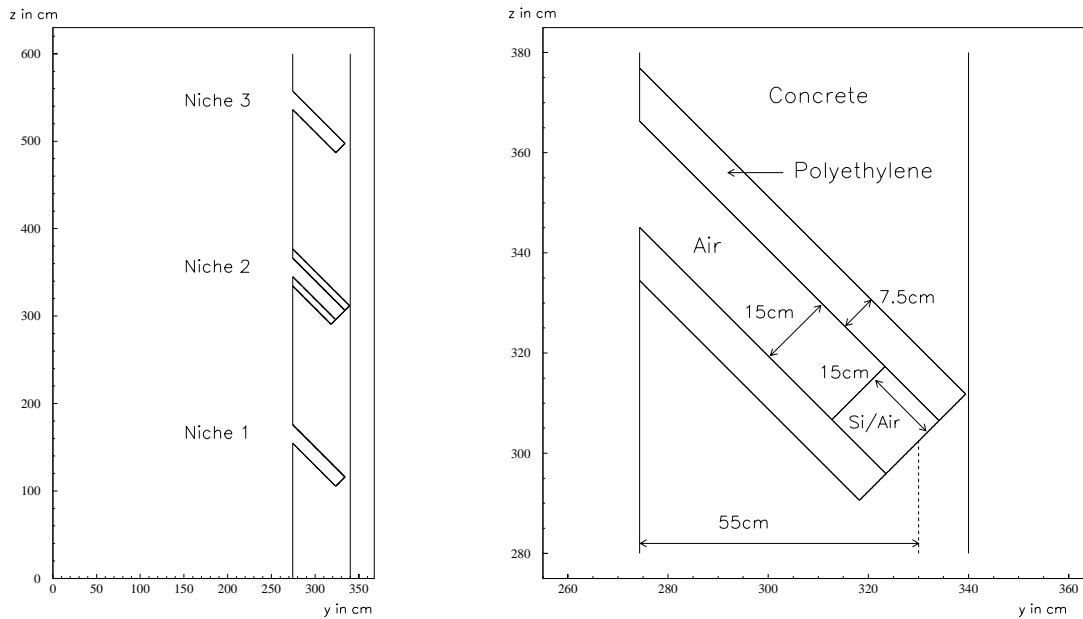 z in cm
600
500
400
300
200
100
0
0
50
100
150
200
250
300
350
y in cm
Niche 3
Niche 2
Niche 1
z in cm
380
360
340
320
300
280
260
280
300
320
340
360
y in cm
Concrete
Polyethylene
Air
7.5cm
15cm
15cm
Si/Air
55cm